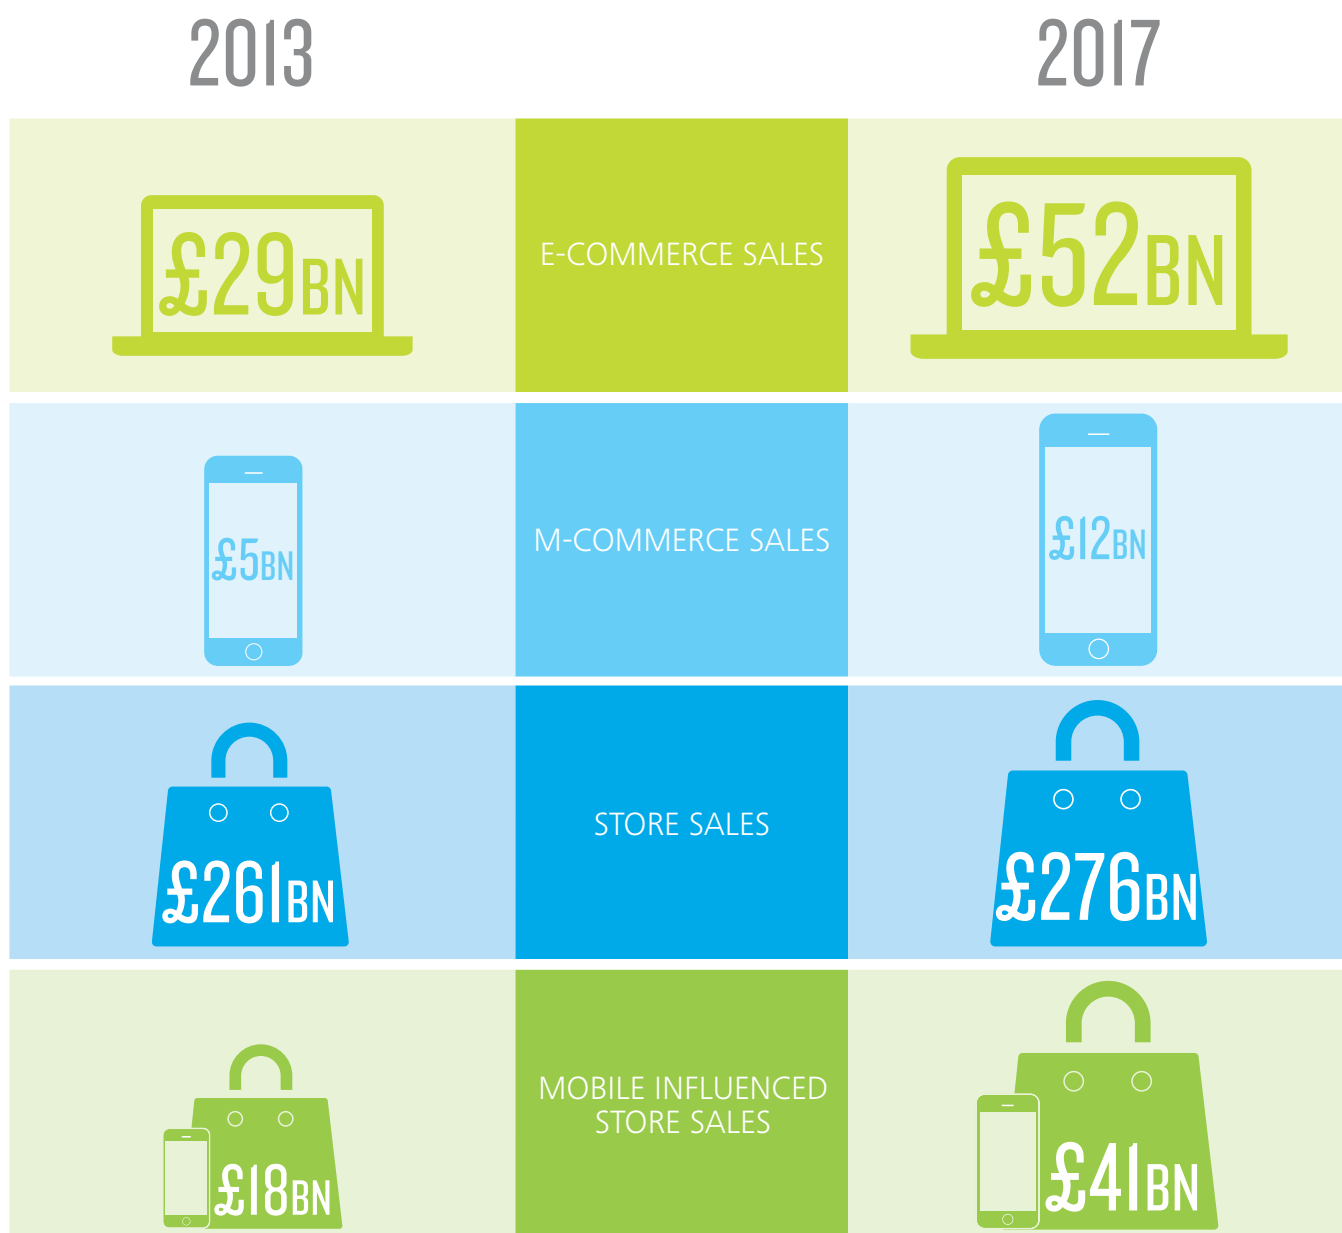 2013
2017
£29BN
E-COMMERCE SALES
£52BN
£5BN
M-COMMERCE SALES
£12BN
£261BN
STORE SALES
£276BN
£18BN
MOBILE INFLUENCED
STORE SALES
£41BN